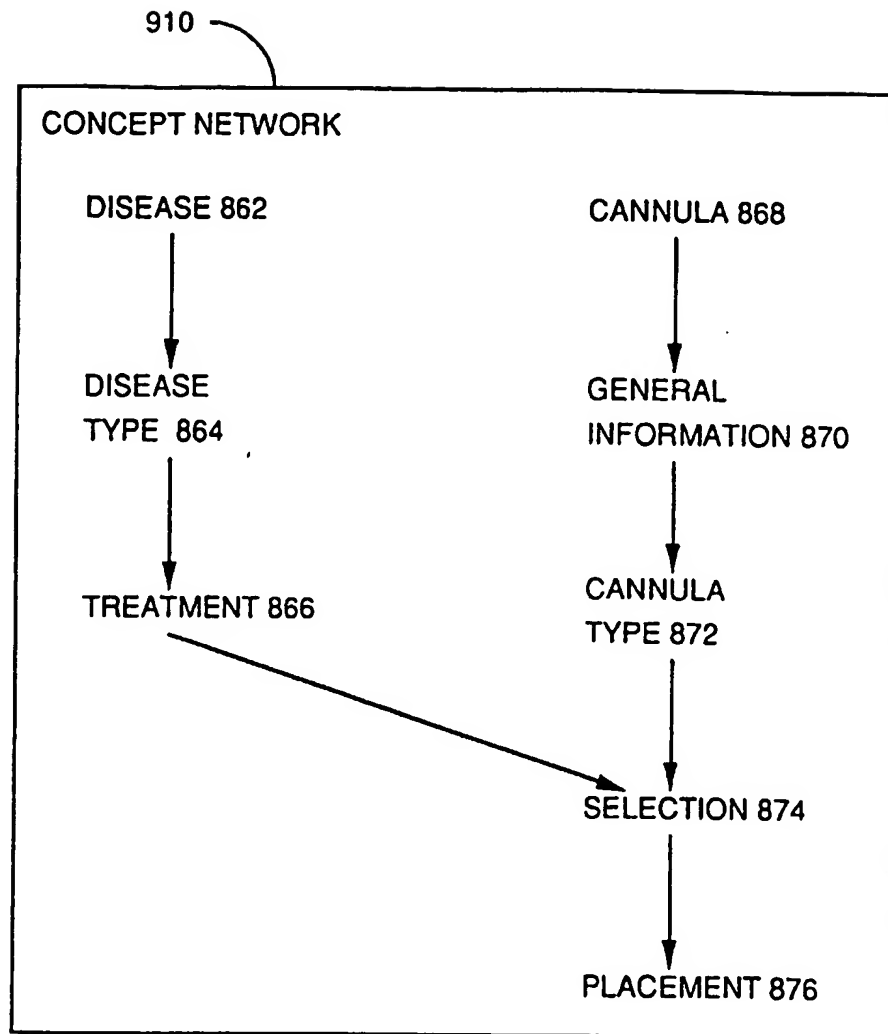 910
CONCEPT NETWORK
DISEASE 862
CANNULA 868
DISEASE
TYPE 864
GENERAL
INFORMATION 870
TREATMENT 866
CANNULA
TYPE 872
SELECTION 874
PLACEMENT 876